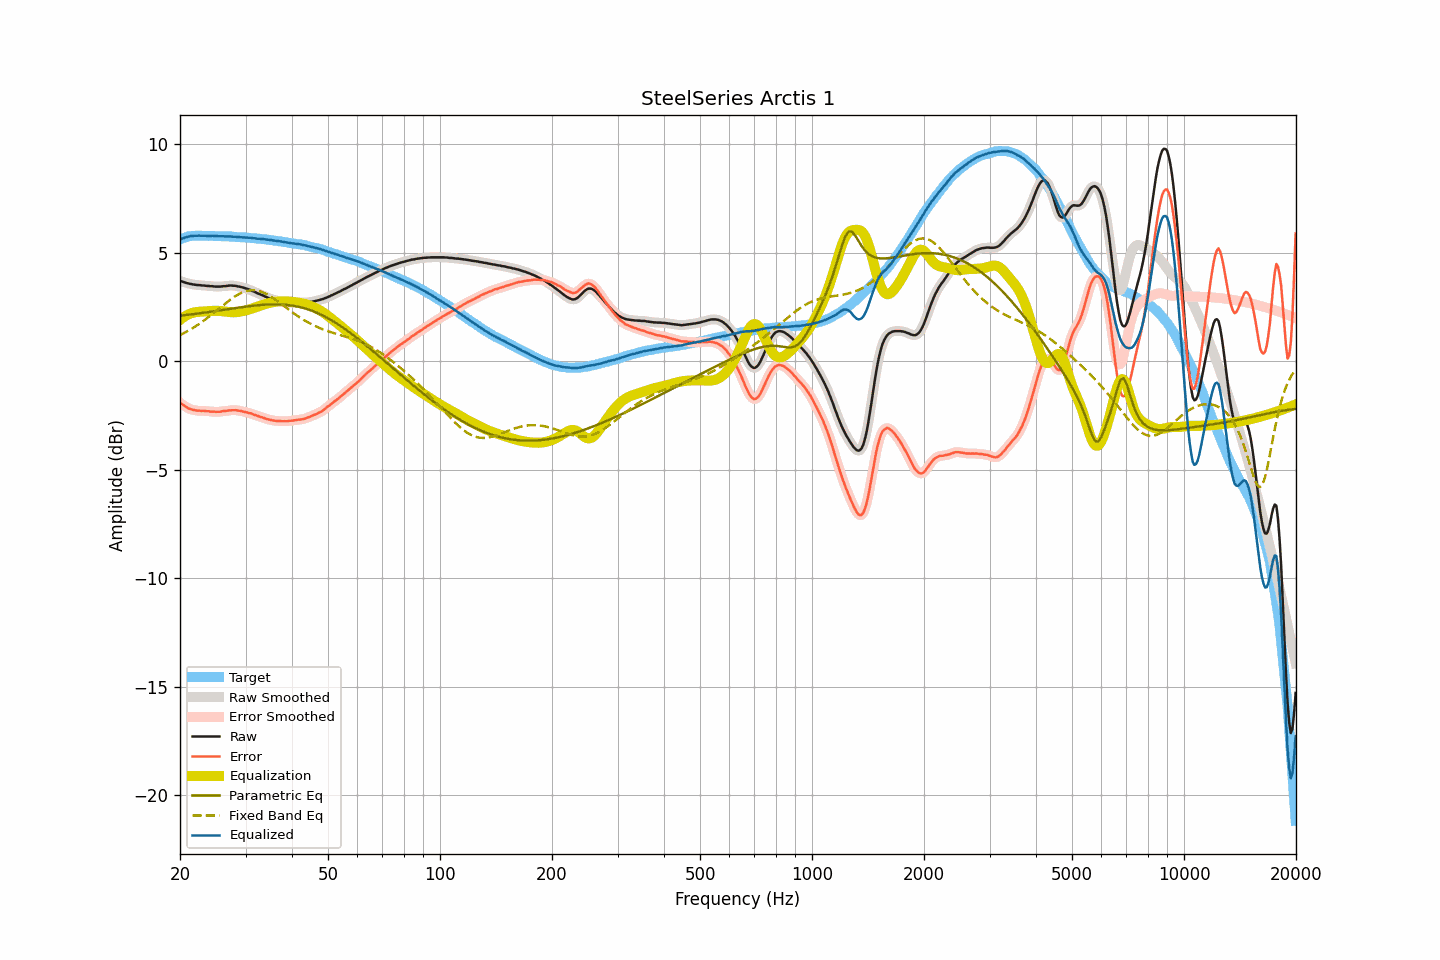 SteelSeries Arctis 1
Amplitude (dBr)
10
5
0
−5
−10
−15
−20
Target
Raw Smoothed
Error Smoothed
Raw
Error
Equalization
Parametric Eq
Fixed Band Eq
Equalized
20 50 100 200 500 1000 2000 5000 10000 20000
Frequency (Hz)